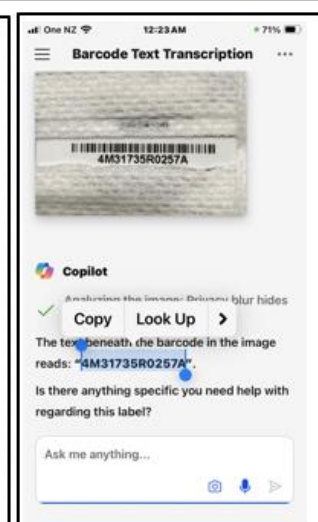 One NZ 12:23 AM 71%
Barcode Text Transcription
4M31735R0257A
Copilot
Analyzing the image: Privacy blur hides
Copy Look Up
The text beneath the barcode in the image
reads: "4M31735R0257A".
Is there anything specific you need help with
regarding this label?
Ask me anything...